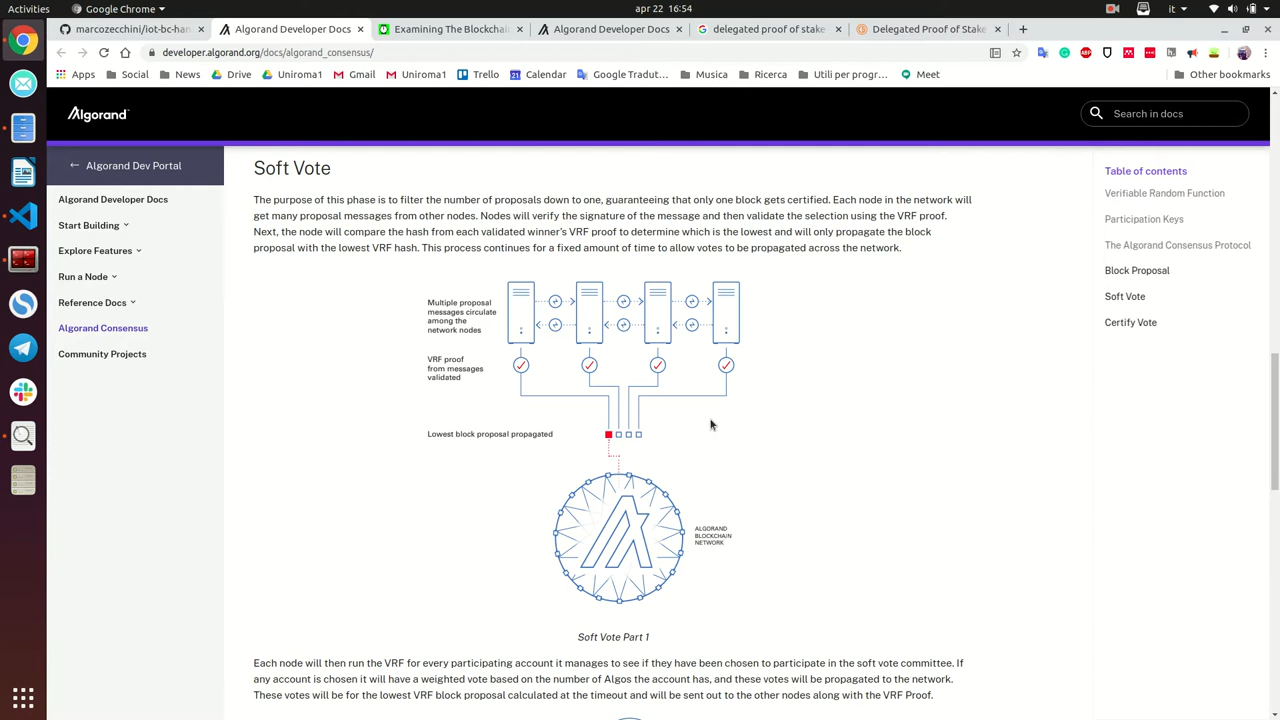 Activities
Google Chrome
apr 22 16:54
it
marcozecchini/iot-bc-han
Algorand Developer Docs
Examining The Blockchain
Algorand Developer Docs
delegated proof of stake
Delegated Proof of Stake
developer.algorand.org/docs/algorand_consensus/
Apps
Social
News
Drive
Uniroma1
Gmail
Uniroma1
Trello
Calendar
Google Tradut...
Musica
Ricerca
Utili per progr...
Meet
Other bookmarks
Algorand
Search in docs
Algorand Dev Portal
Algorand Developer Docs
Start Building
Explore Features
Run a Node
Reference Docs
Algorand Consensus
Community Projects
Soft Vote
The purpose of this phase is to filter the number of proposals down to one, guaranteeing that only one block gets certified. Each node in the network will
get many proposal messages from other nodes. Nodes will verify the signature of the message and then validate the selection using the VRF proof.
Next, the node will compare the hash from each validated winner's VRF proof to determine which is the lowest and will only propagate the block
proposal with the lowest VRF hash. This process continues for a fixed amount of time to allow votes to be propagated across the network.
Multiple proposal
messages circulate
among the
network nodes
VRF proof
from messages
validated
Lowest block proposal propagated
ALGORAND
BLOCKCHAIN
NETWORK
Soft Vote Part 1
Each node will then run the VRF for every participating account it manages to see if they have been chosen to participate in the soft vote committee. If
any account is chosen it will have a weighted vote based on the number of Algos the account has, and these votes will be propagated to the network.
These votes will be for the lowest VRF block proposal calculated at the timeout and will be sent out to the other nodes along with the VRF Proof.
Table of contents
Verifiable Random Function
Participation Keys
The Algorand Consensus Protocol
Block Proposal
Soft Vote
Certify Vote